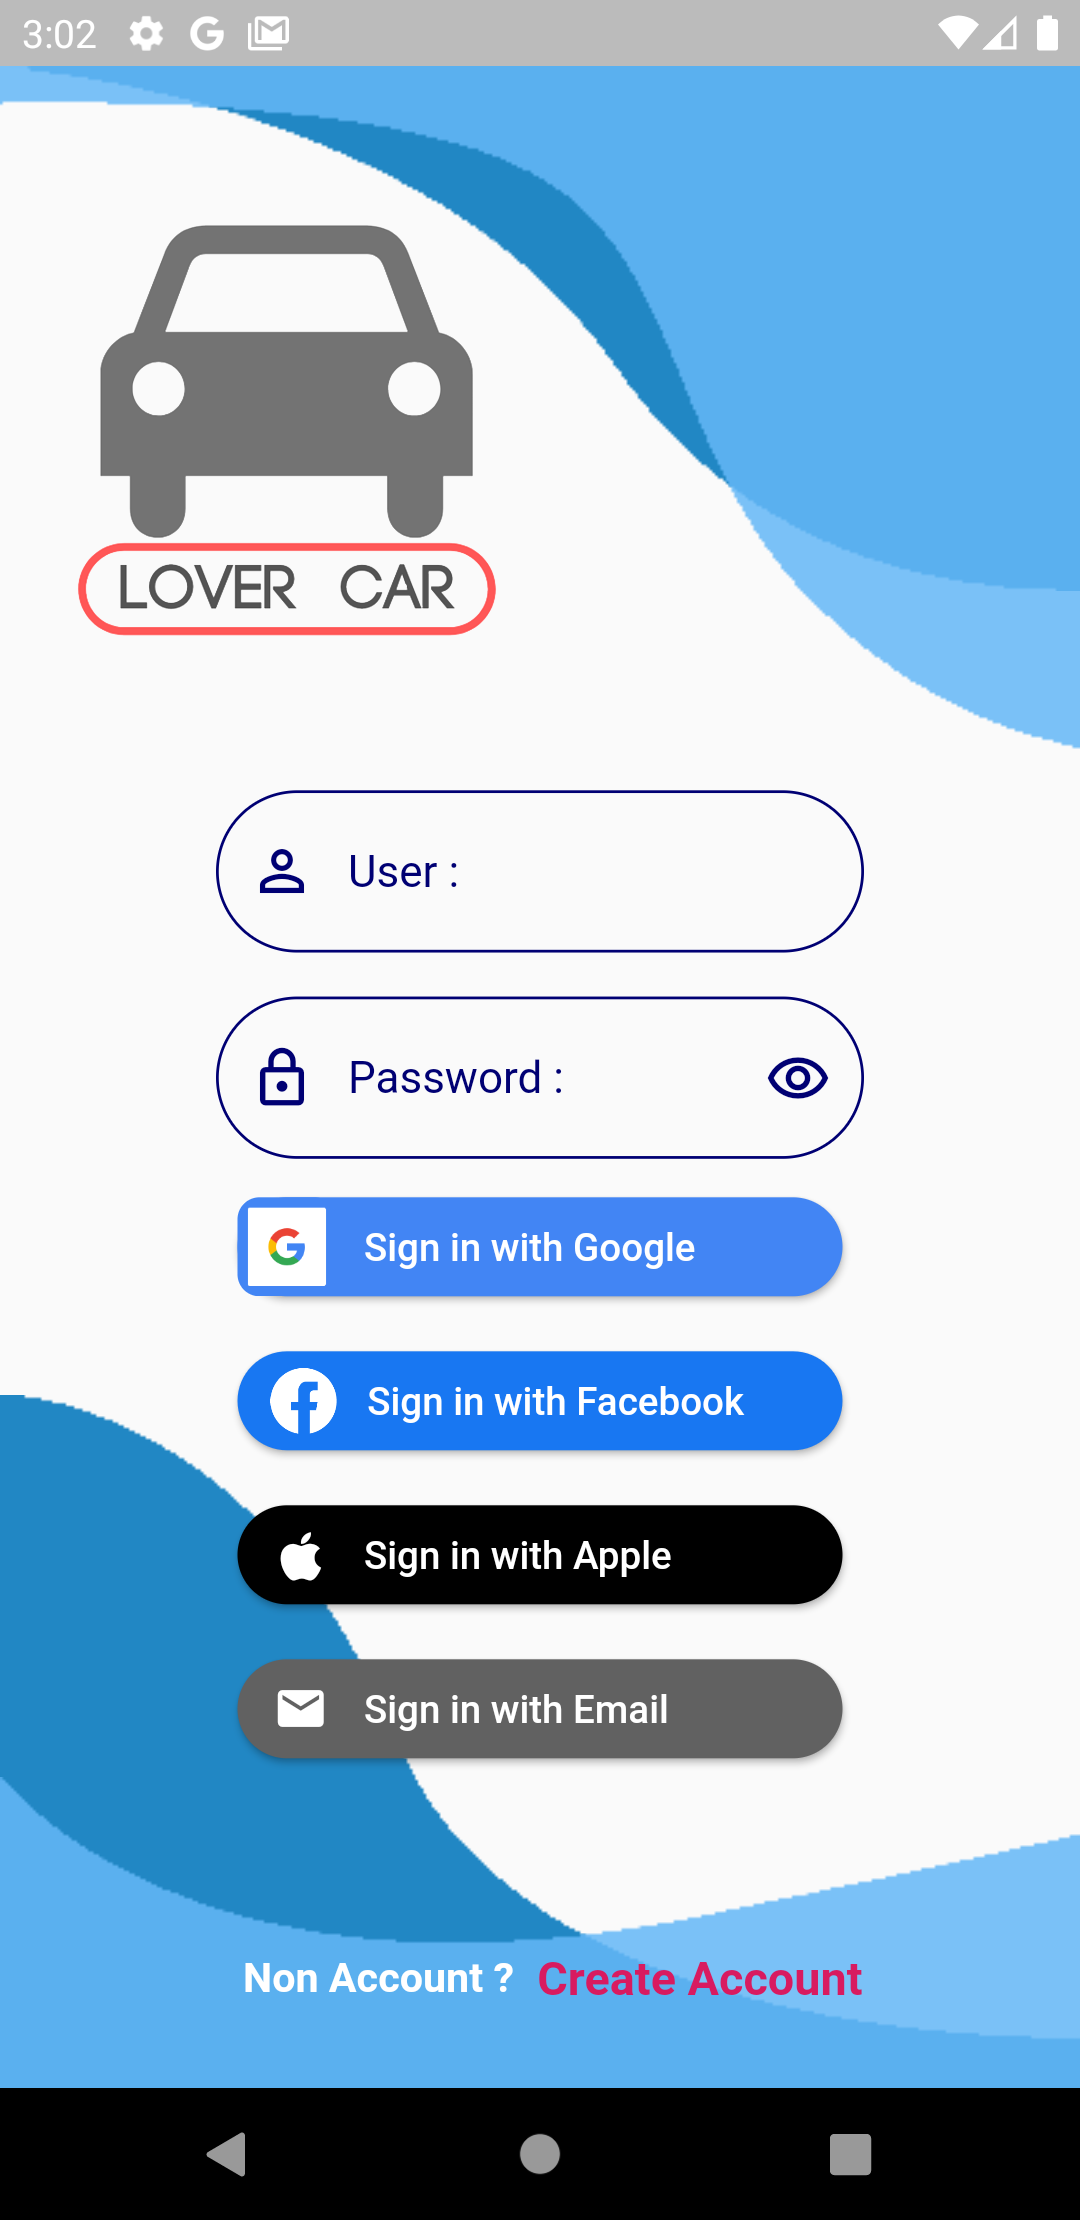 3:02
LOVER CAR
User :
Password :
Sign in with Google
Sign in with Facebook
Sign in with Apple
Sign in with Email
Non Account ? Create Account